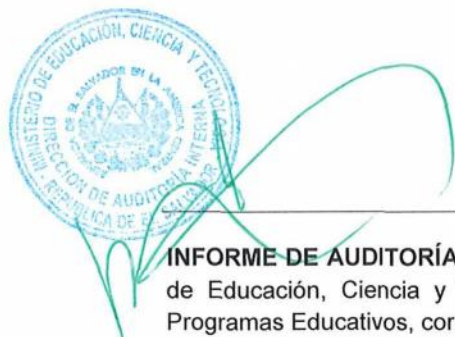 MINISTERIO DE EDUCACIÓN, CIENCIA Y TECNOLOGÍA
DIRECCIÓN DE AUDITORÍA INTERNA
REPÚBLICA DE EL SALVADOR
INFORME DE AUDITORÍA
de Educación, Ciencia y
Programas Educativos, cor